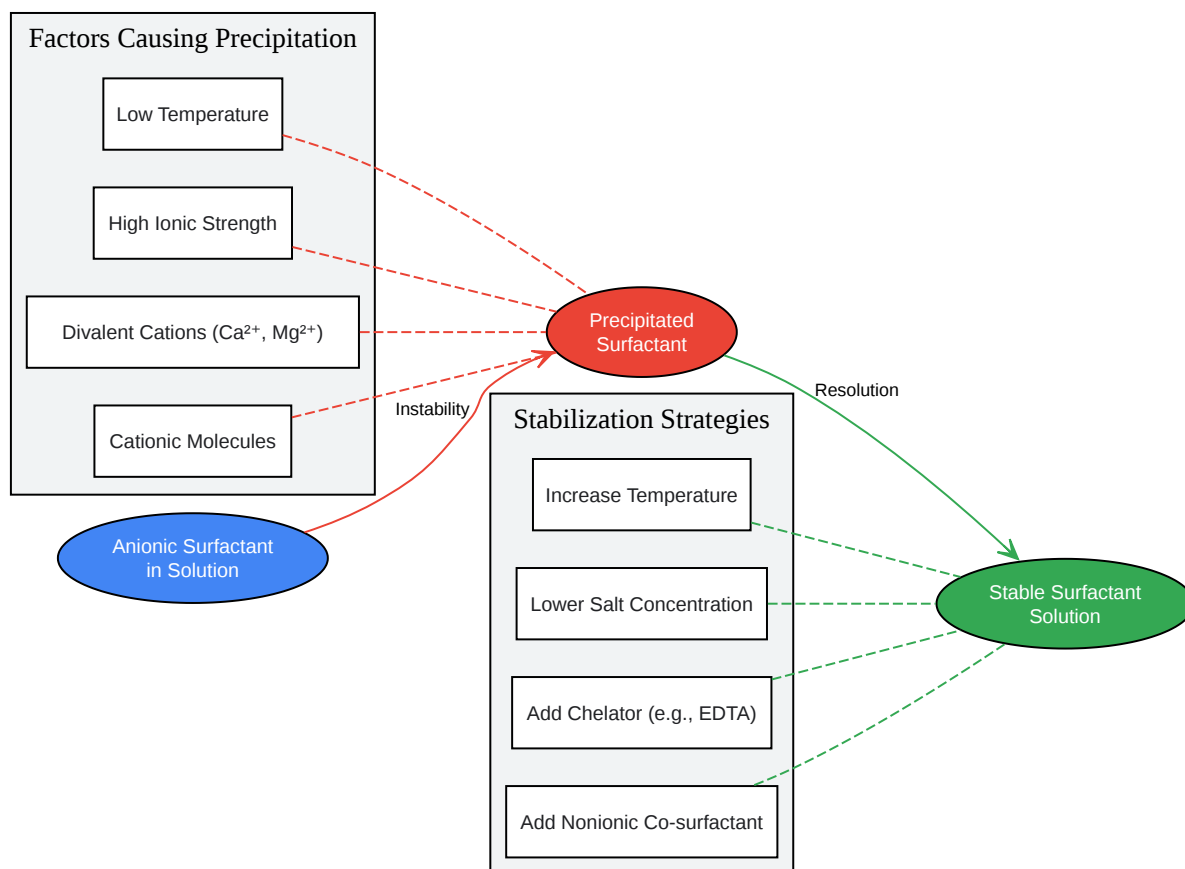 Factors Causing Precipitation
Low Temperature
High Ionic Strength
Divalent Cations (Ca²⁺, Mg²⁺)
Cationic Molecules
Anionic Surfactant
in Solution
Instability
Precipitated
Surfactant
Resolution
Stabilization Strategies
Increase Temperature
Lower Salt Concentration
Add Chelator (e.g., EDTA)
Add Nonionic Co-surfactant
Stable Surfactant
Solution